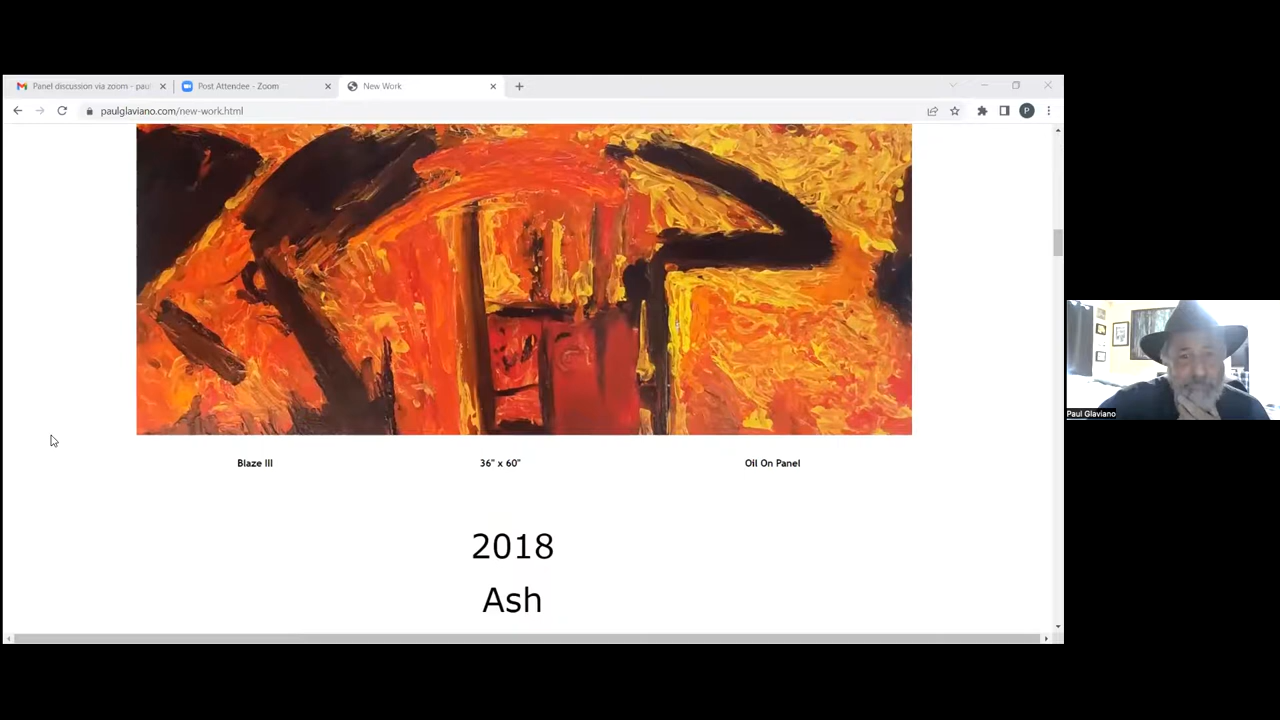 Panel discussion via zoom - paul
Post Attendee - Zoom
New Work
paulglaviano.com/new-work.html
P
Blaze III
36" x 60"
Oil On Panel
2018
Ash
Paul Glaviano